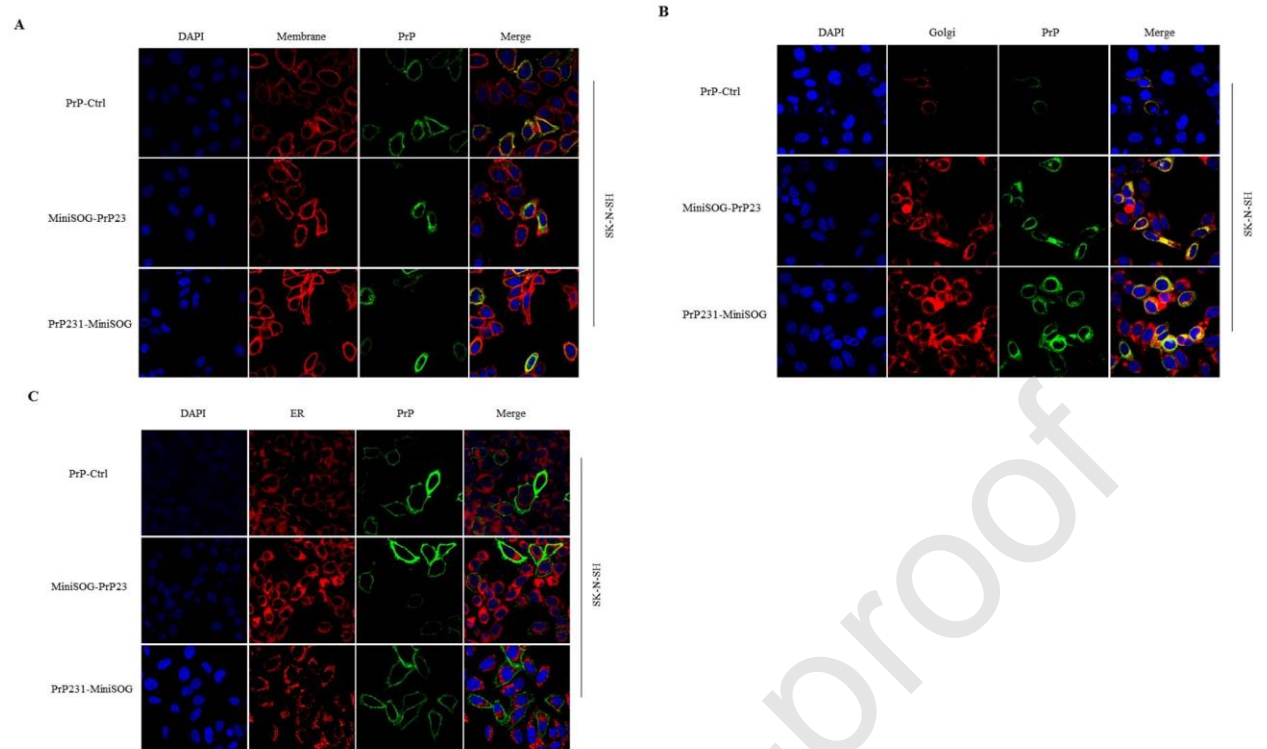 A
DAPI Membrane PrP Merge
PrP-Ctrl
MiniSOG-PrP23
PrP231-MiniSOG
SK-N-SH
B
DAPI Golgi PrP Merge
PrP-Ctrl
MiniSOG-PrP23
PrP231-MiniSOG
SK-N-SH
C
DAPI ER PrP Merge
PrP-Ctrl
MiniSOG-PrP23
PrP231-MiniSOG
SK-N-SH
proof